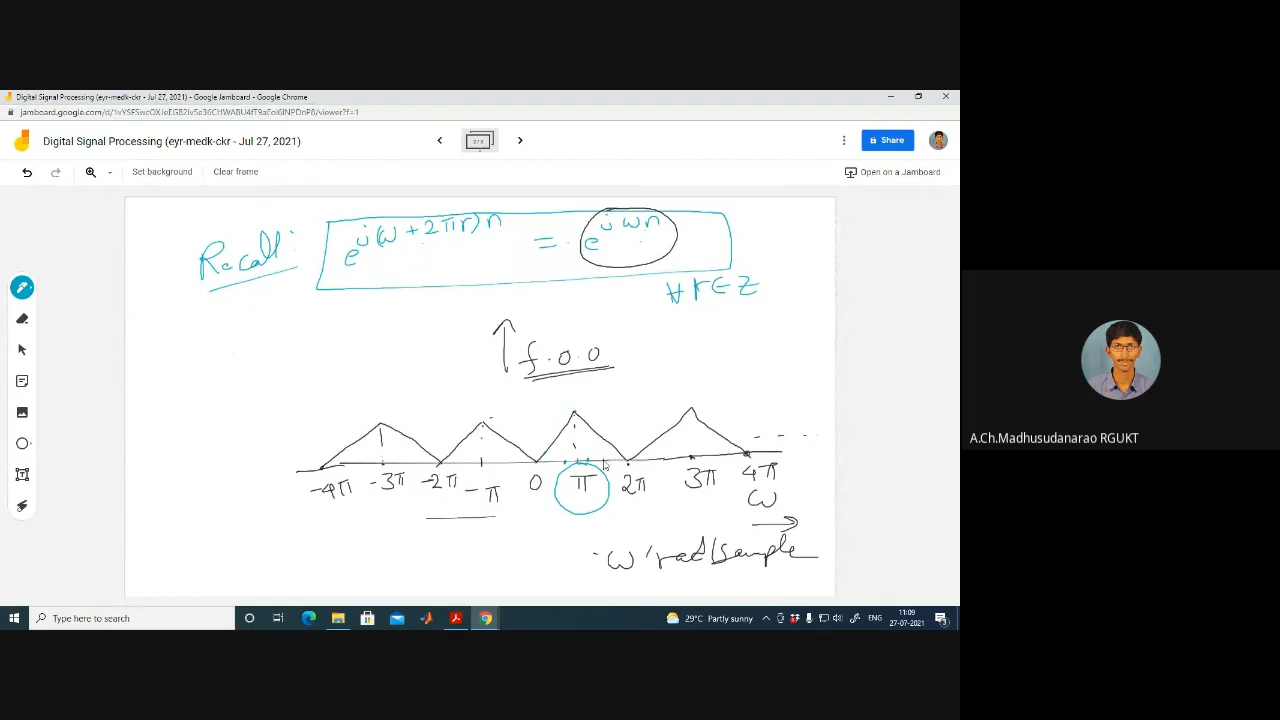 Digital Signal Processing (eyr-medk-ckr - Jul 27, 2021) - Google Jamboard - Google Chrome
Digital Signal Processing (eyr-medk-ckr - Jul 27, 2021)
Share
Set background
Clear frame
Open on a Jamboard
Recall: e^{j(ω + 2πr)n} = e^{jωn}
∀ r ∈ Z
f.o.o
-4π -3π -2π -π 0 π 2π 3π 4π
ω
'ω' rad/sample
A.Ch.Madhusudanarao RGUKT
Type here to search
29°C Partly sunny
ENG
11:09
27-07-2021